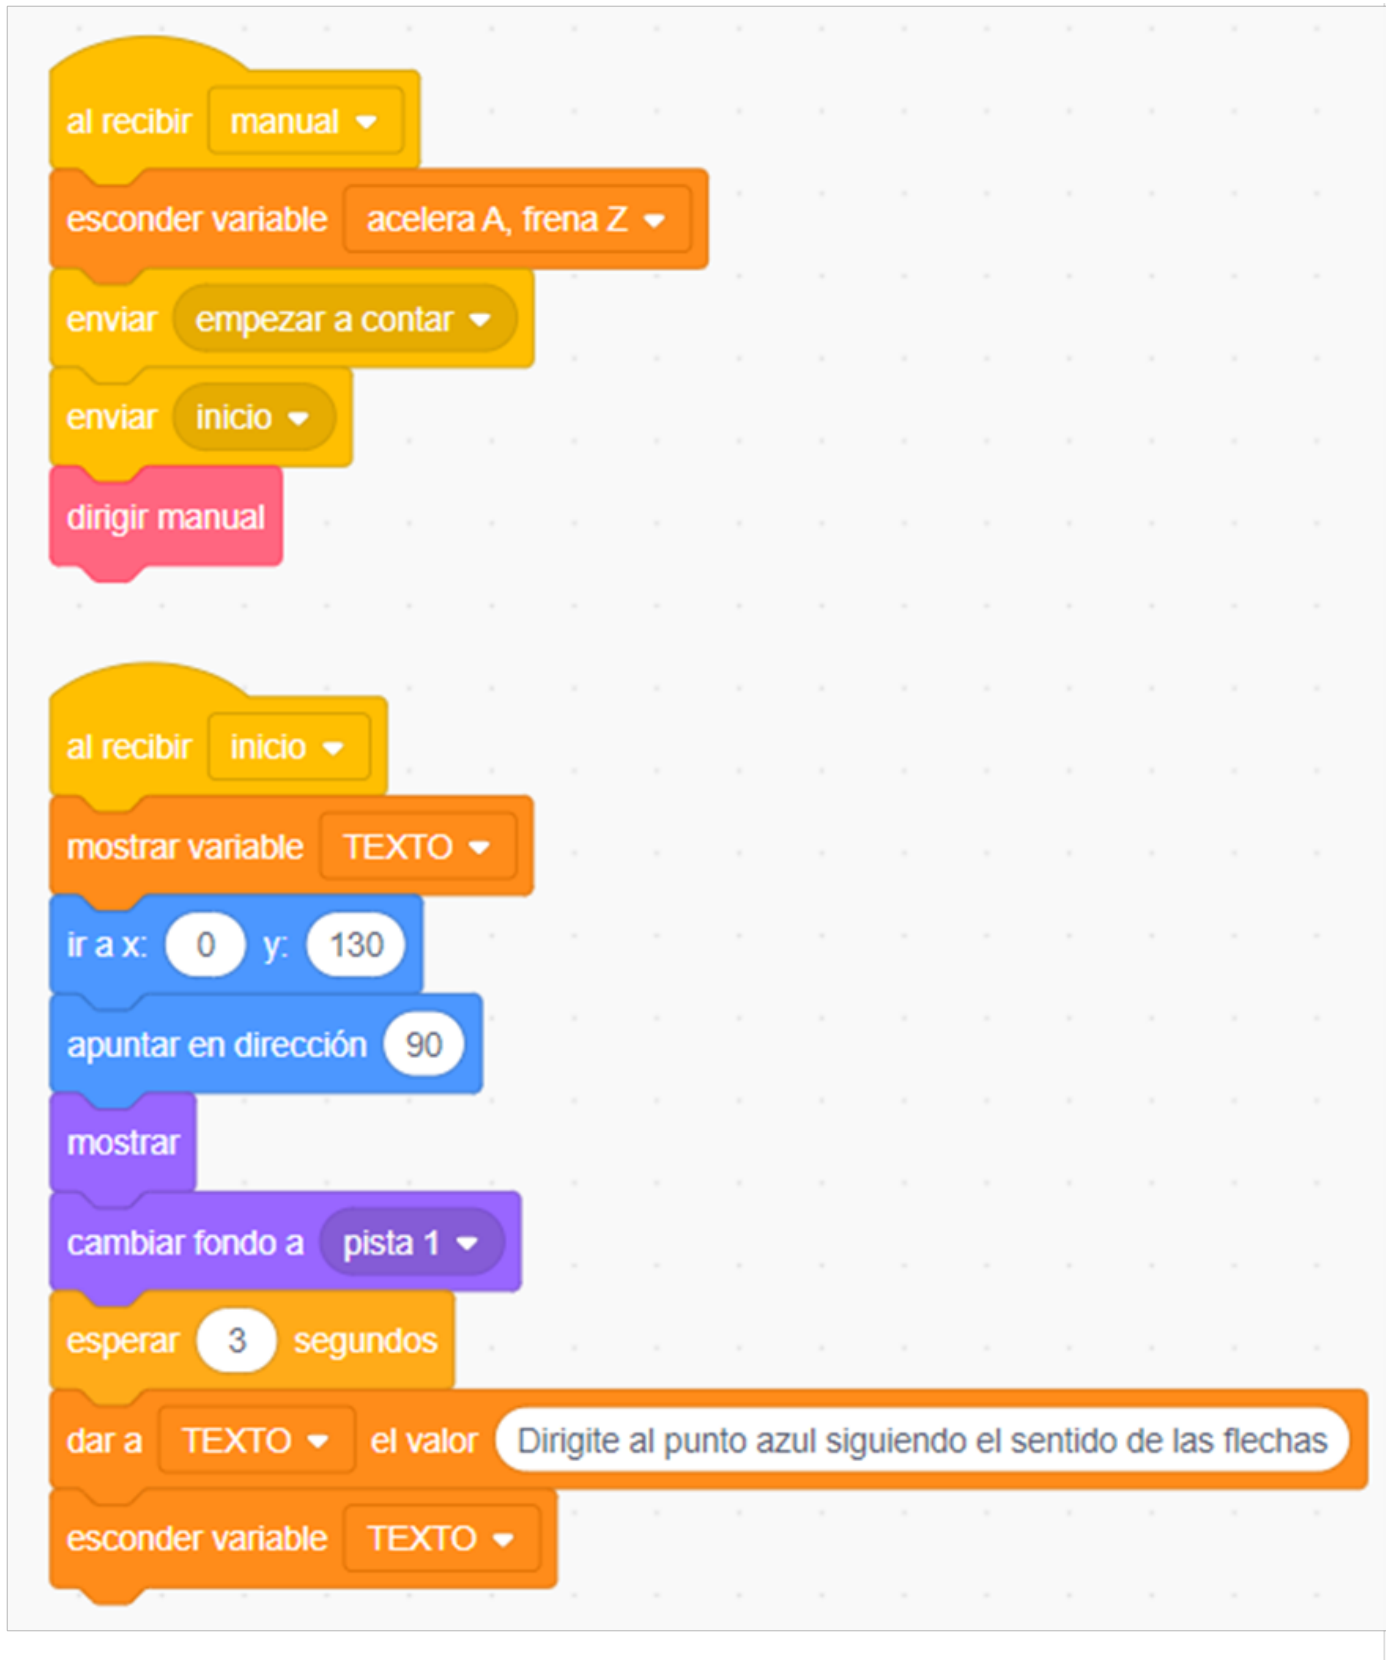 al recibir manual
esconder variable acelera A, frena Z
enviar empezar a contar
enviar inicio
dirigir manual
al recibir inicio
mostrar variable TEXTO
ir a x: 0 y: 130
apuntar en dirección 90
mostrar
cambiar fondo a pista 1
esperar 3 segundos
dar a TEXTO el valor Dirigite al punto azul siguiendo el sentido de las flechas
esconder variable TEXTO